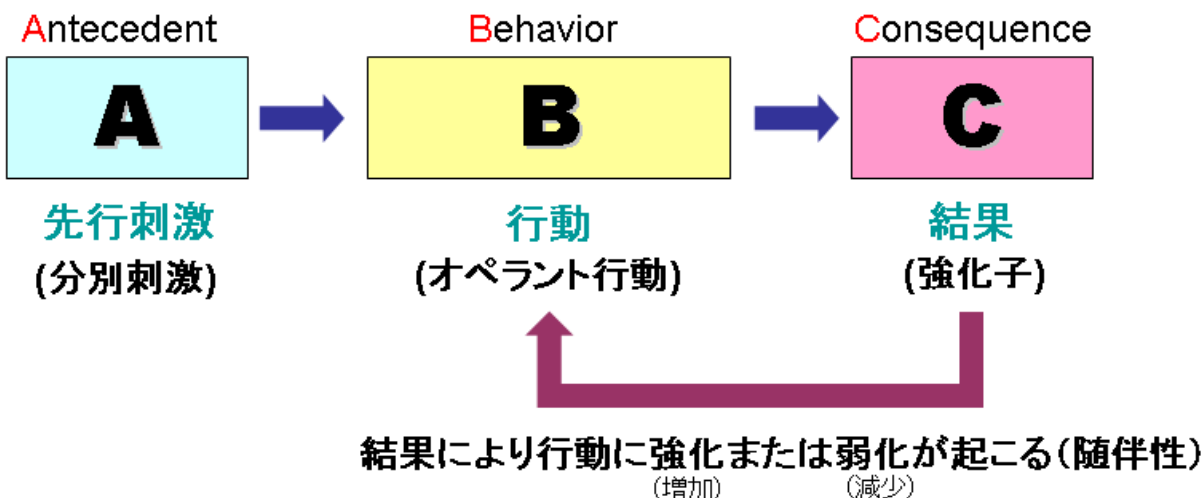 Antecedent Behavior Consequence
A B C
先行刺激 行動 結果
(分別刺激) (オペラント行動) (強化子)
結果により行動に強化または弱化が起こる(随伴性)
(増加) (減少)